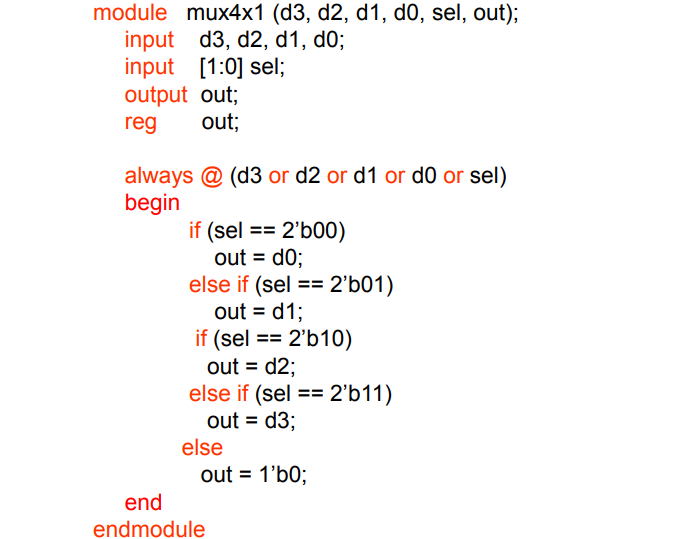 module mux4x1 (d3, d2, d1, d0, sel, out);
input d3, d2, d1, d0;
input [1:0] sel;
output out;
reg out;
always @ (d3 or d2 or d1 or d0 or sel)
begin
if (sel == 2’b00)
out = d0;
else if (sel == 2’b01)
out = d1;
if (sel == 2’b10)
out = d2;
else if (sel == 2’b11)
out = d3;
else
out = 1’b0;
end
endmodule